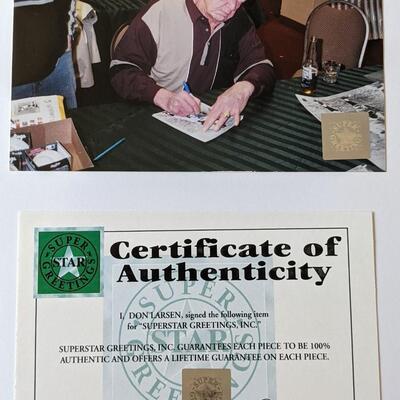 SUPER
STAR
GREETINGS
Certificate of
Authenticity
I, DON LARSEN, signed the following item
for "SUPERSTAR GREETINGS, INC."
SUPERSTAR GREETINGS, INC. GUARANTEES EACH PIECE TO BE 100%
AUTHENTIC AND OFFERS A LIFETIME GUARANTEE ON EACH PIECE.
SUPER